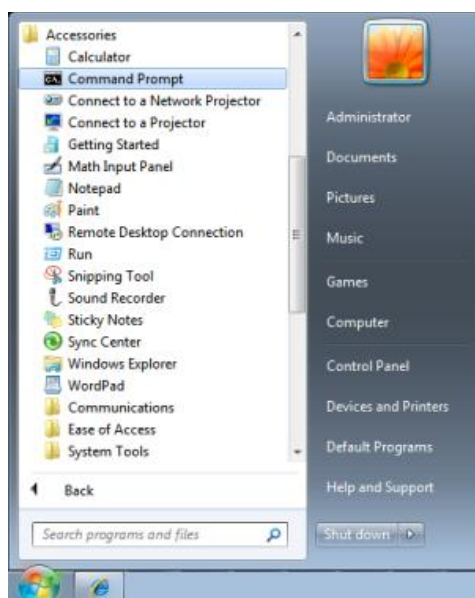 Accessories
Calculator
Command Prompt
Connect to a Network Projector
Connect to a Projector
Getting Started
Math Input Panel
Notepad
Paint
Remote Desktop Connection
Run
Snipping Tool
Sound Recorder
Sticky Notes
Sync Center
Windows Explorer
WordPad
Communications
Ease of Access
System Tools
Back
Search programs and files
Administrator
Documents
Pictures
Music
Games
Computer
Control Panel
Devices and Printers
Default Programs
Help and Support
Shut down